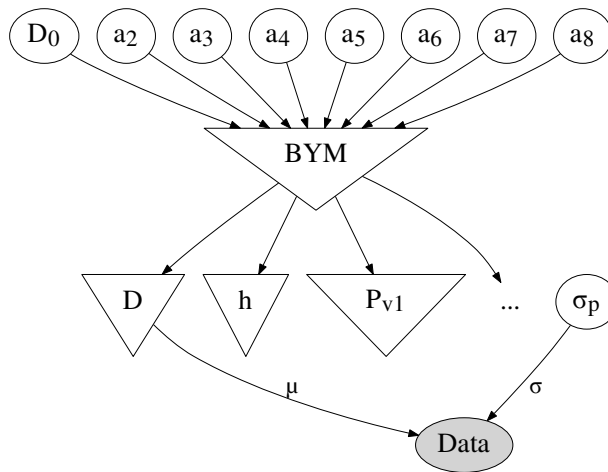 D₀ a₂ a₃ a₄ a₅ a₆ a₇ a₈
BYM
D h Pᵥ₁ ... σₚ
μ σ
Data